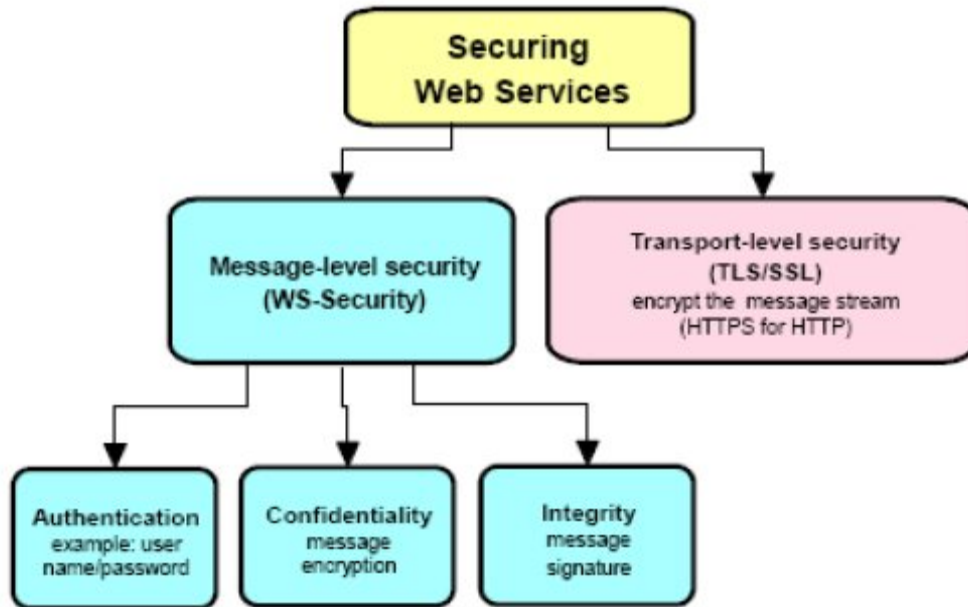 Securing
Web Services
Message-level security
(WS-Security)
Transport-level security
(TLS/SSL)
encrypt the message stream
(HTTPS for HTTP)
Authentication
example: user
name/password
Confidentiality
message
encryption
Integrity
message
signature